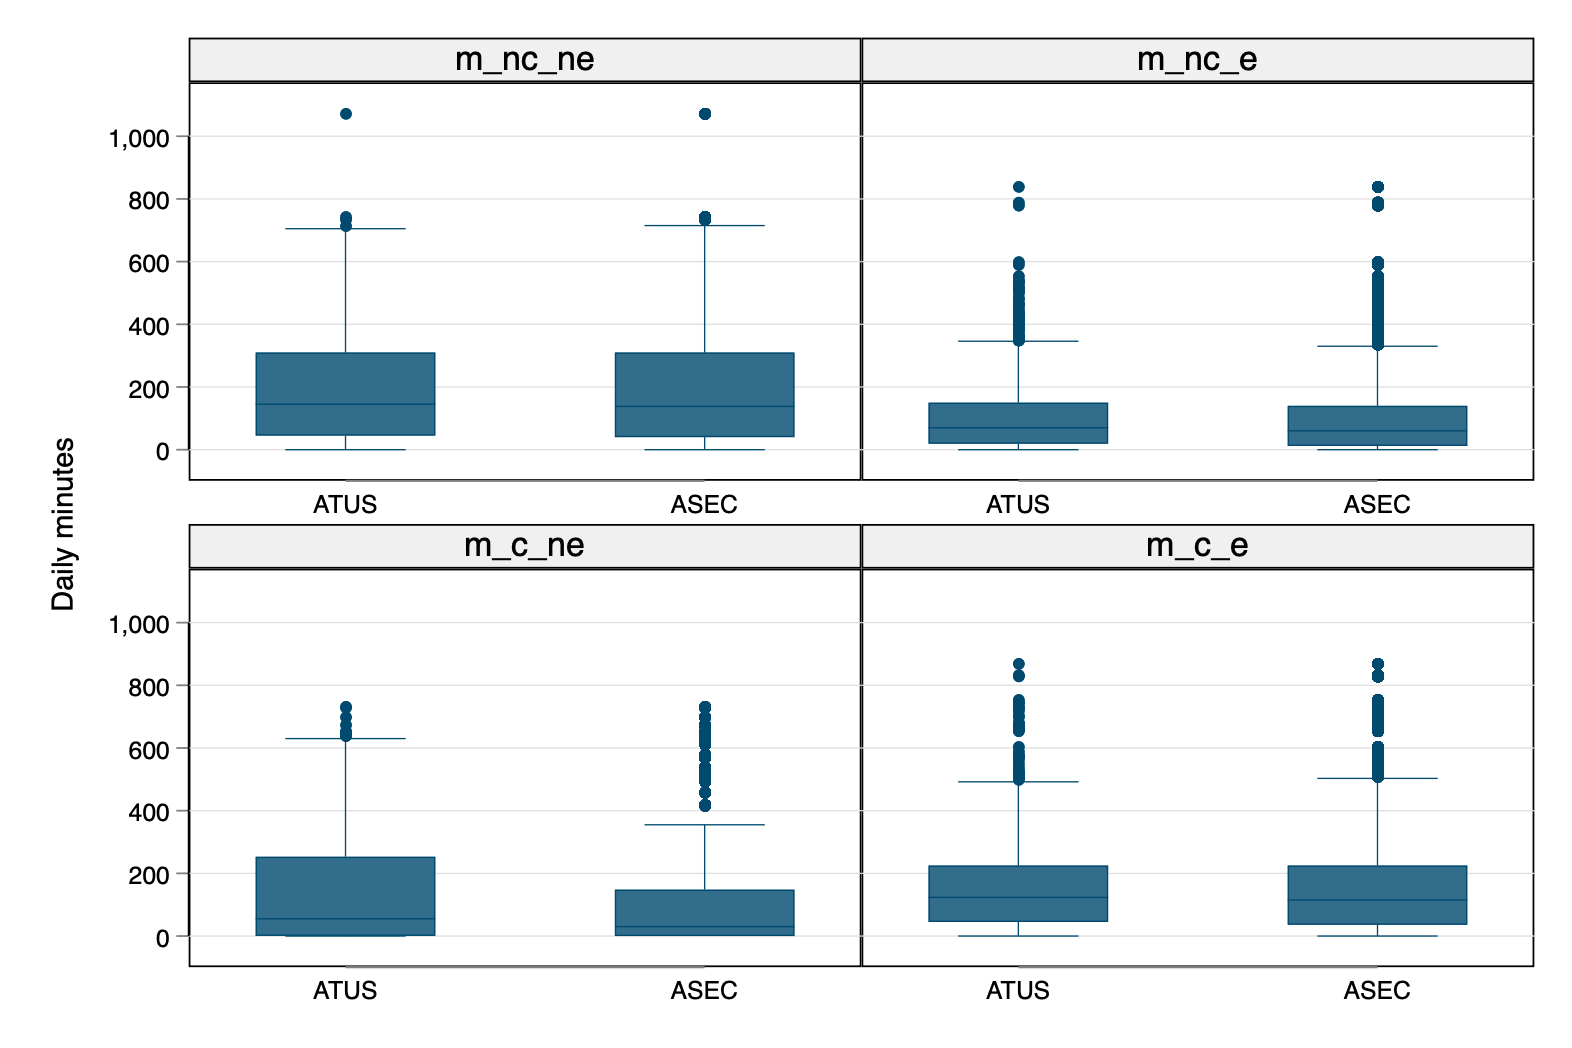 m_nc_ne
m_nc_e
1,000
800
600
400
200
0
ATUS
ASEC
ATUS
ASEC
Daily minutes
m_c_ne
m_c_e
1,000
800
600
400
200
0
ATUS
ASEC
ATUS
ASEC